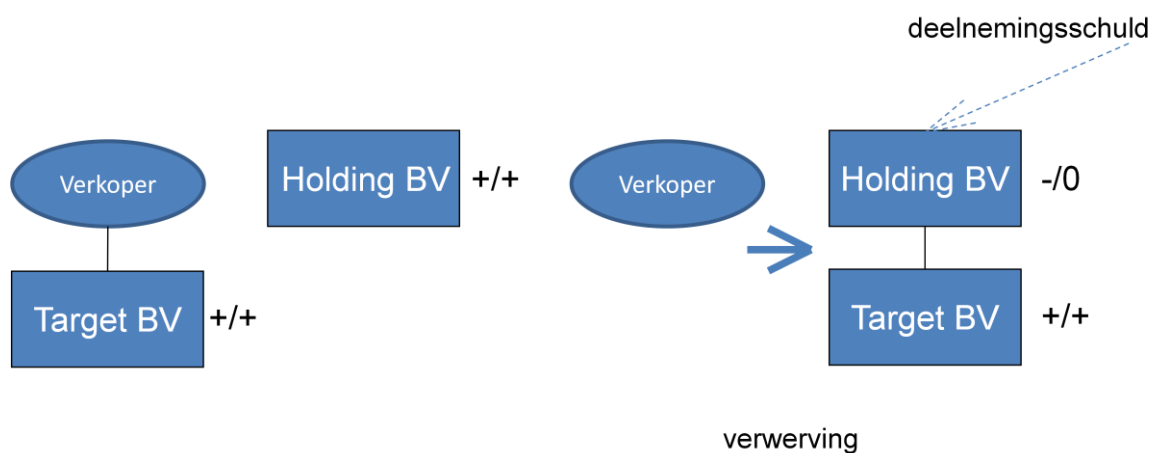 deelnemingsschuld
Verkoper
Holding BV +/+
Verkoper
Holding BV -/0
Target BV +/+
Target BV +/+
verwerving